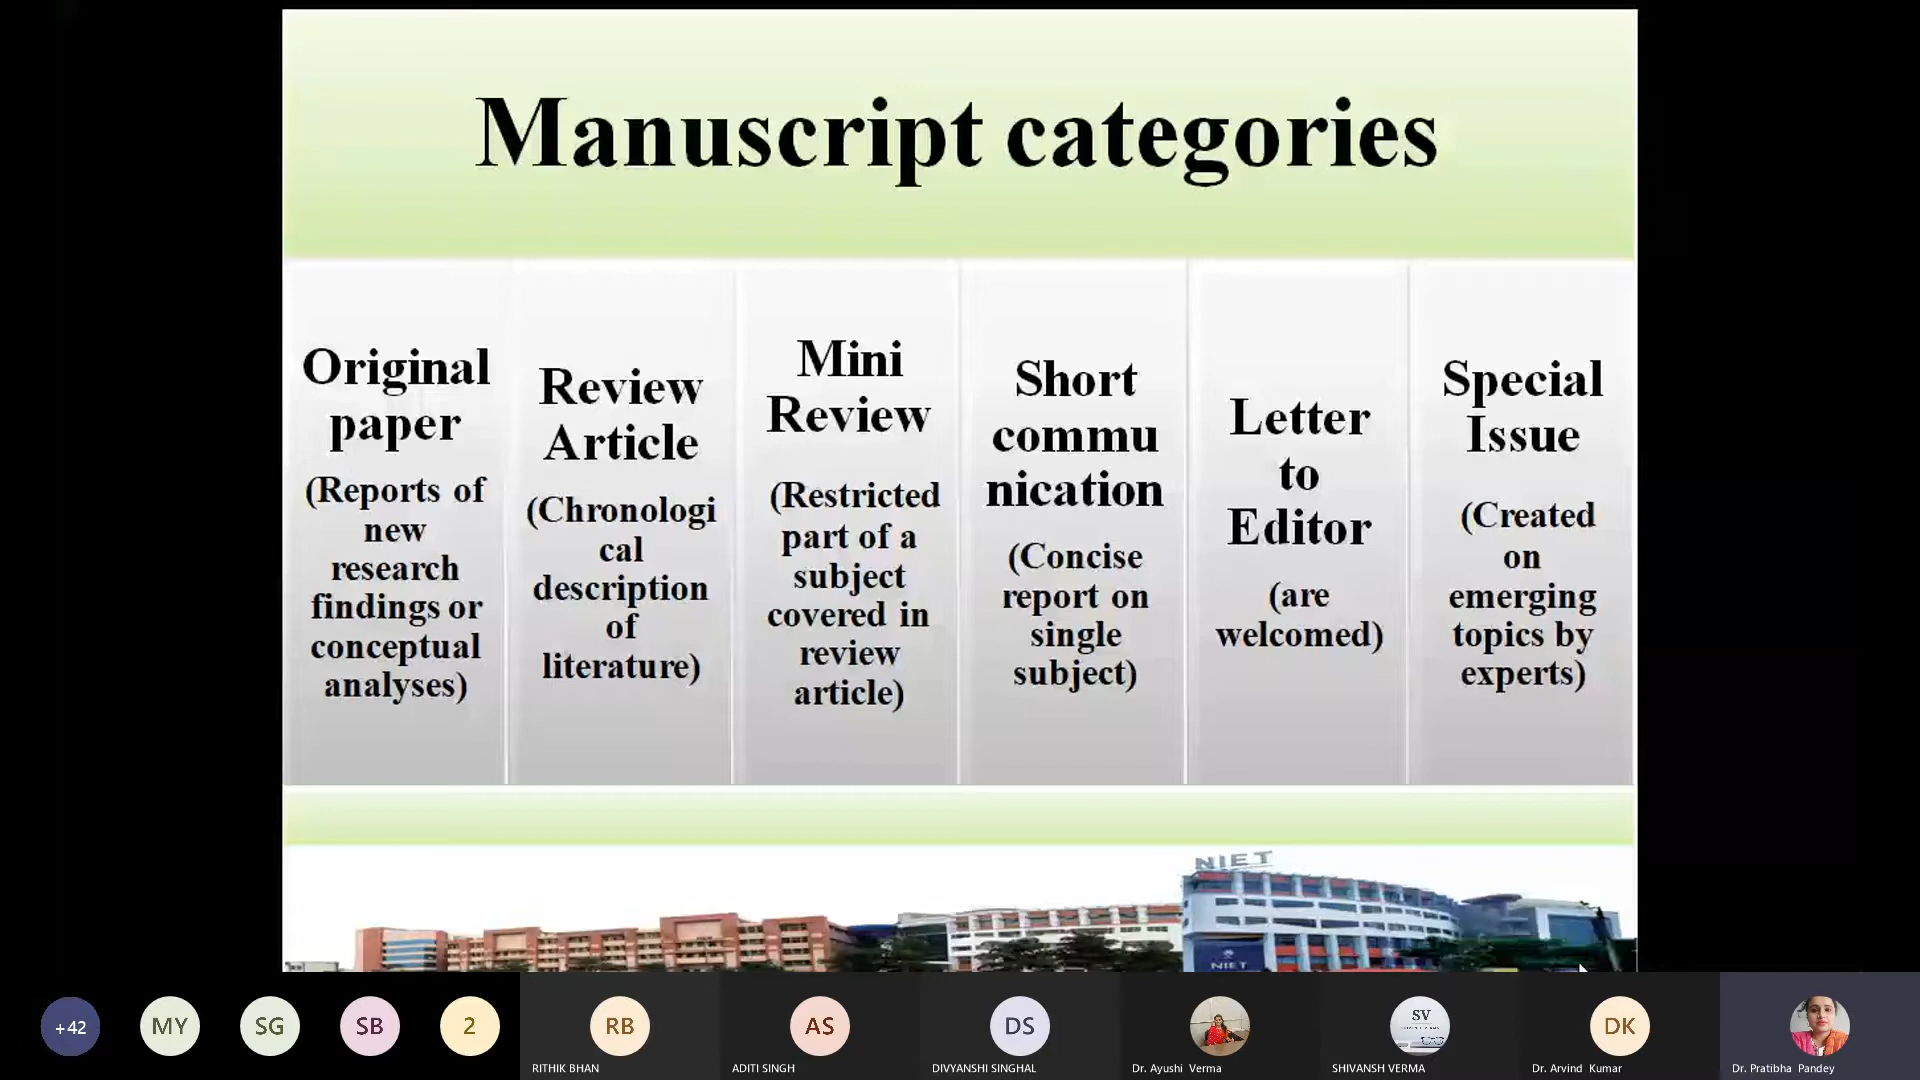 Manuscript categories
Original
paper
(Reports of
new
research
findings or
conceptual
analyses)
Review
Article
(Chronologi
cal
description
of
literature)
Mini
Review
(Restricted
part of a
subject
covered in
review
article)
Short
commu
nication
(Concise
report on
single
subject)
Letter
to
Editor
(are
welcomed)
Special
Issue
(Created
on
emerging
topics by
experts)
NIET
NIET
+42
MY
SG
SB
2
RB
RITHIK BHAN
AS
ADITI SINGH
DS
DIVYANSHI SINGHAL
Dr. Ayushi Verma
SV
SHIVANSH VERMA
DK
Dr. Arvind Kumar
Dr. Pratibha Pandey